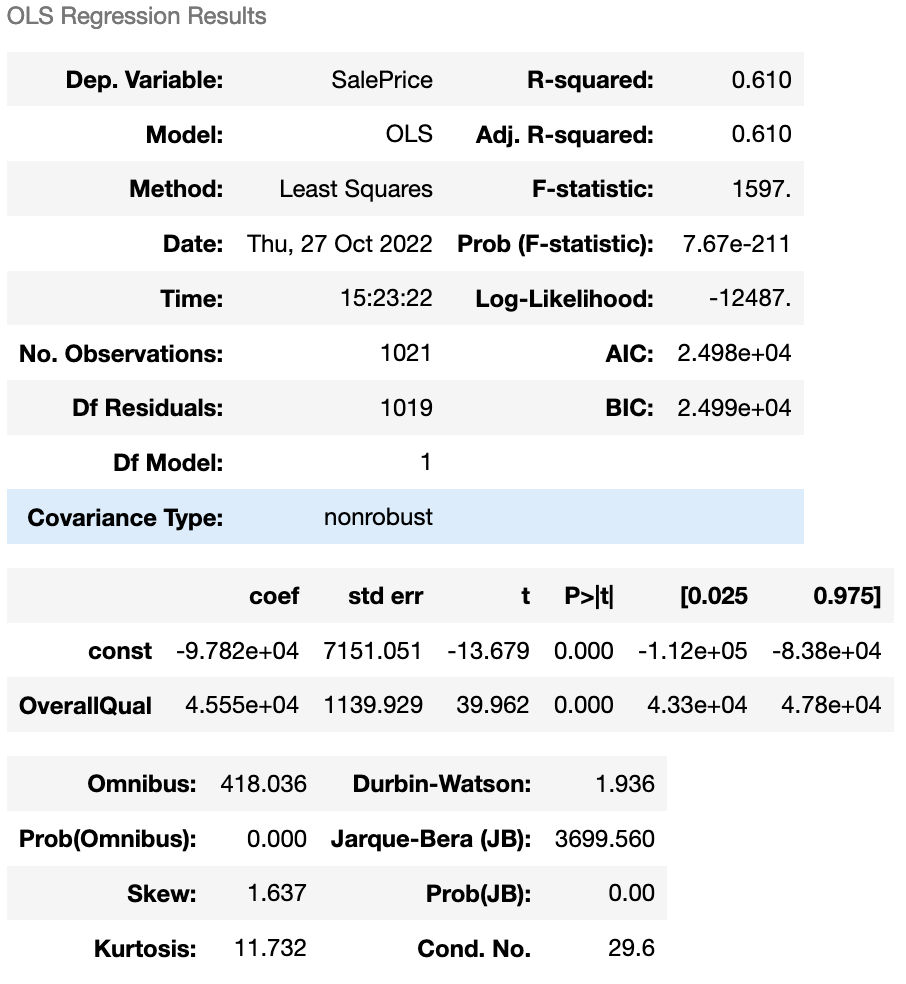 OLS Regression Results
Dep. Variable: SalePrice R-squared: 0.610
Model: OLS Adj. R-squared: 0.610
Method: Least Squares F-statistic: 1597.
Date: Thu, 27 Oct 2022 Prob (F-statistic): 7.67e-211
Time: 15:23:22 Log-Likelihood: -12487.
No. Observations: 1021 AIC: 2.498e+04
Df Residuals: 1019 BIC: 2.499e+04
Df Model: 1
Covariance Type: nonrobust
coef std err t P>|t| [0.025 0.975]
const -9.782e+04 7151.051 -13.679 0.000 -1.12e+05 -8.38e+04
OverallQual 4.555e+04 1139.929 39.962 0.000 4.33e+04 4.78e+04
Omnibus: 418.036 Durbin-Watson: 1.936
Prob(Omnibus): 0.000 Jarque-Bera (JB): 3699.560
Skew: 1.637 Prob(JB): 0.00
Kurtosis: 11.732 Cond. No. 29.6